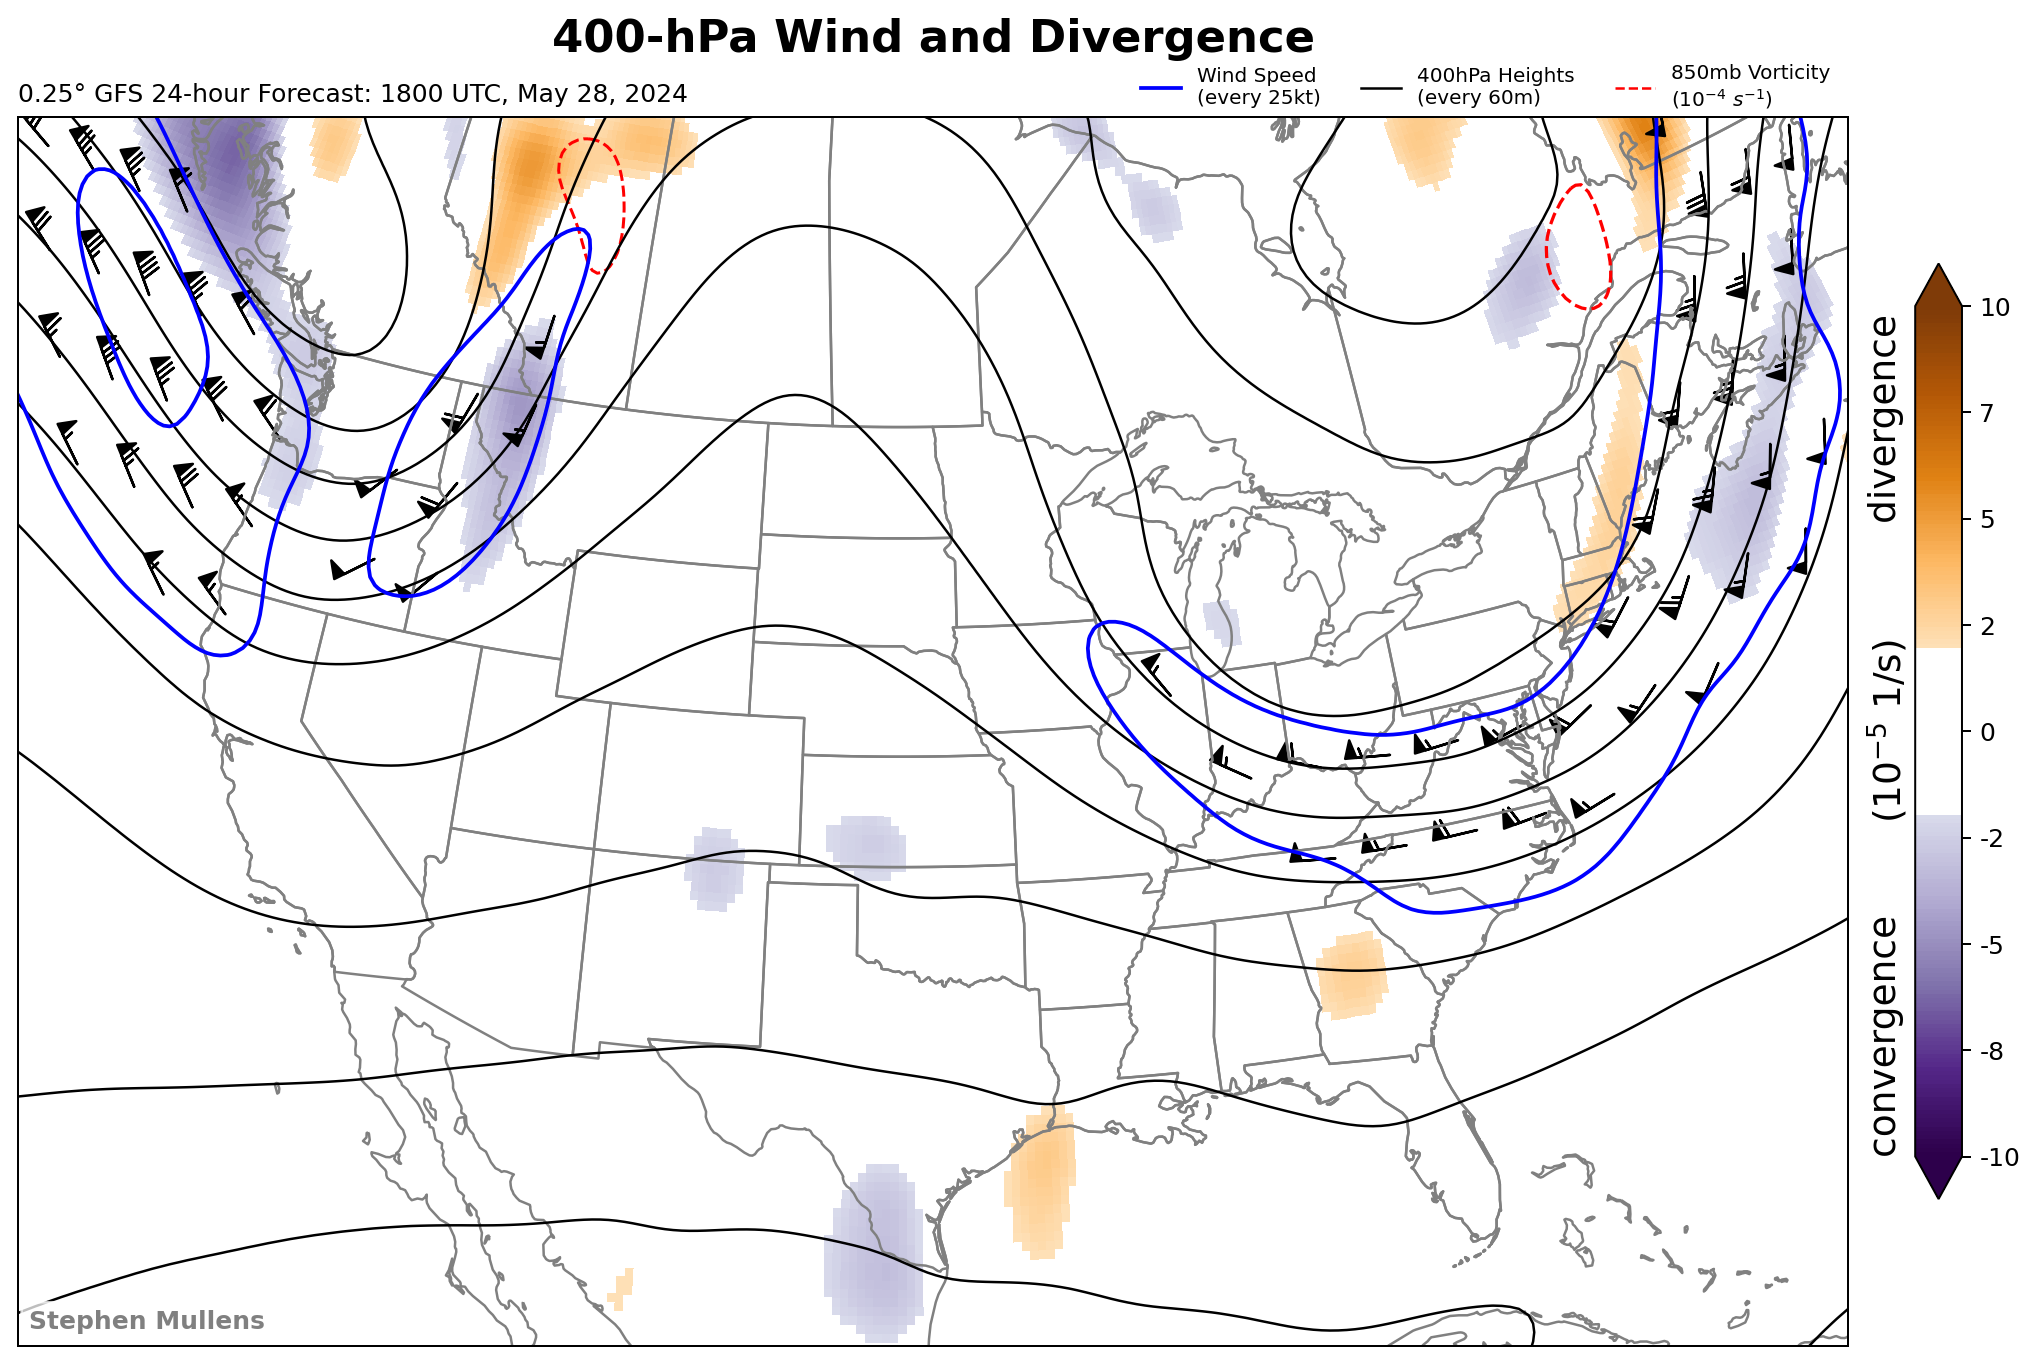 400-hPa Wind and Divergence
0.25° GFS 24-hour Forecast: 1800 UTC, May 28, 2024
Wind Speed
(every 25kt)
400hPa Heights
(every 60m)
850mb Vorticity
(10⁻⁴ s⁻¹)
10
7
5
2
0
-2
-5
-8
-10
convergence (10⁻⁵ 1/s) divergence
Stephen Mullens